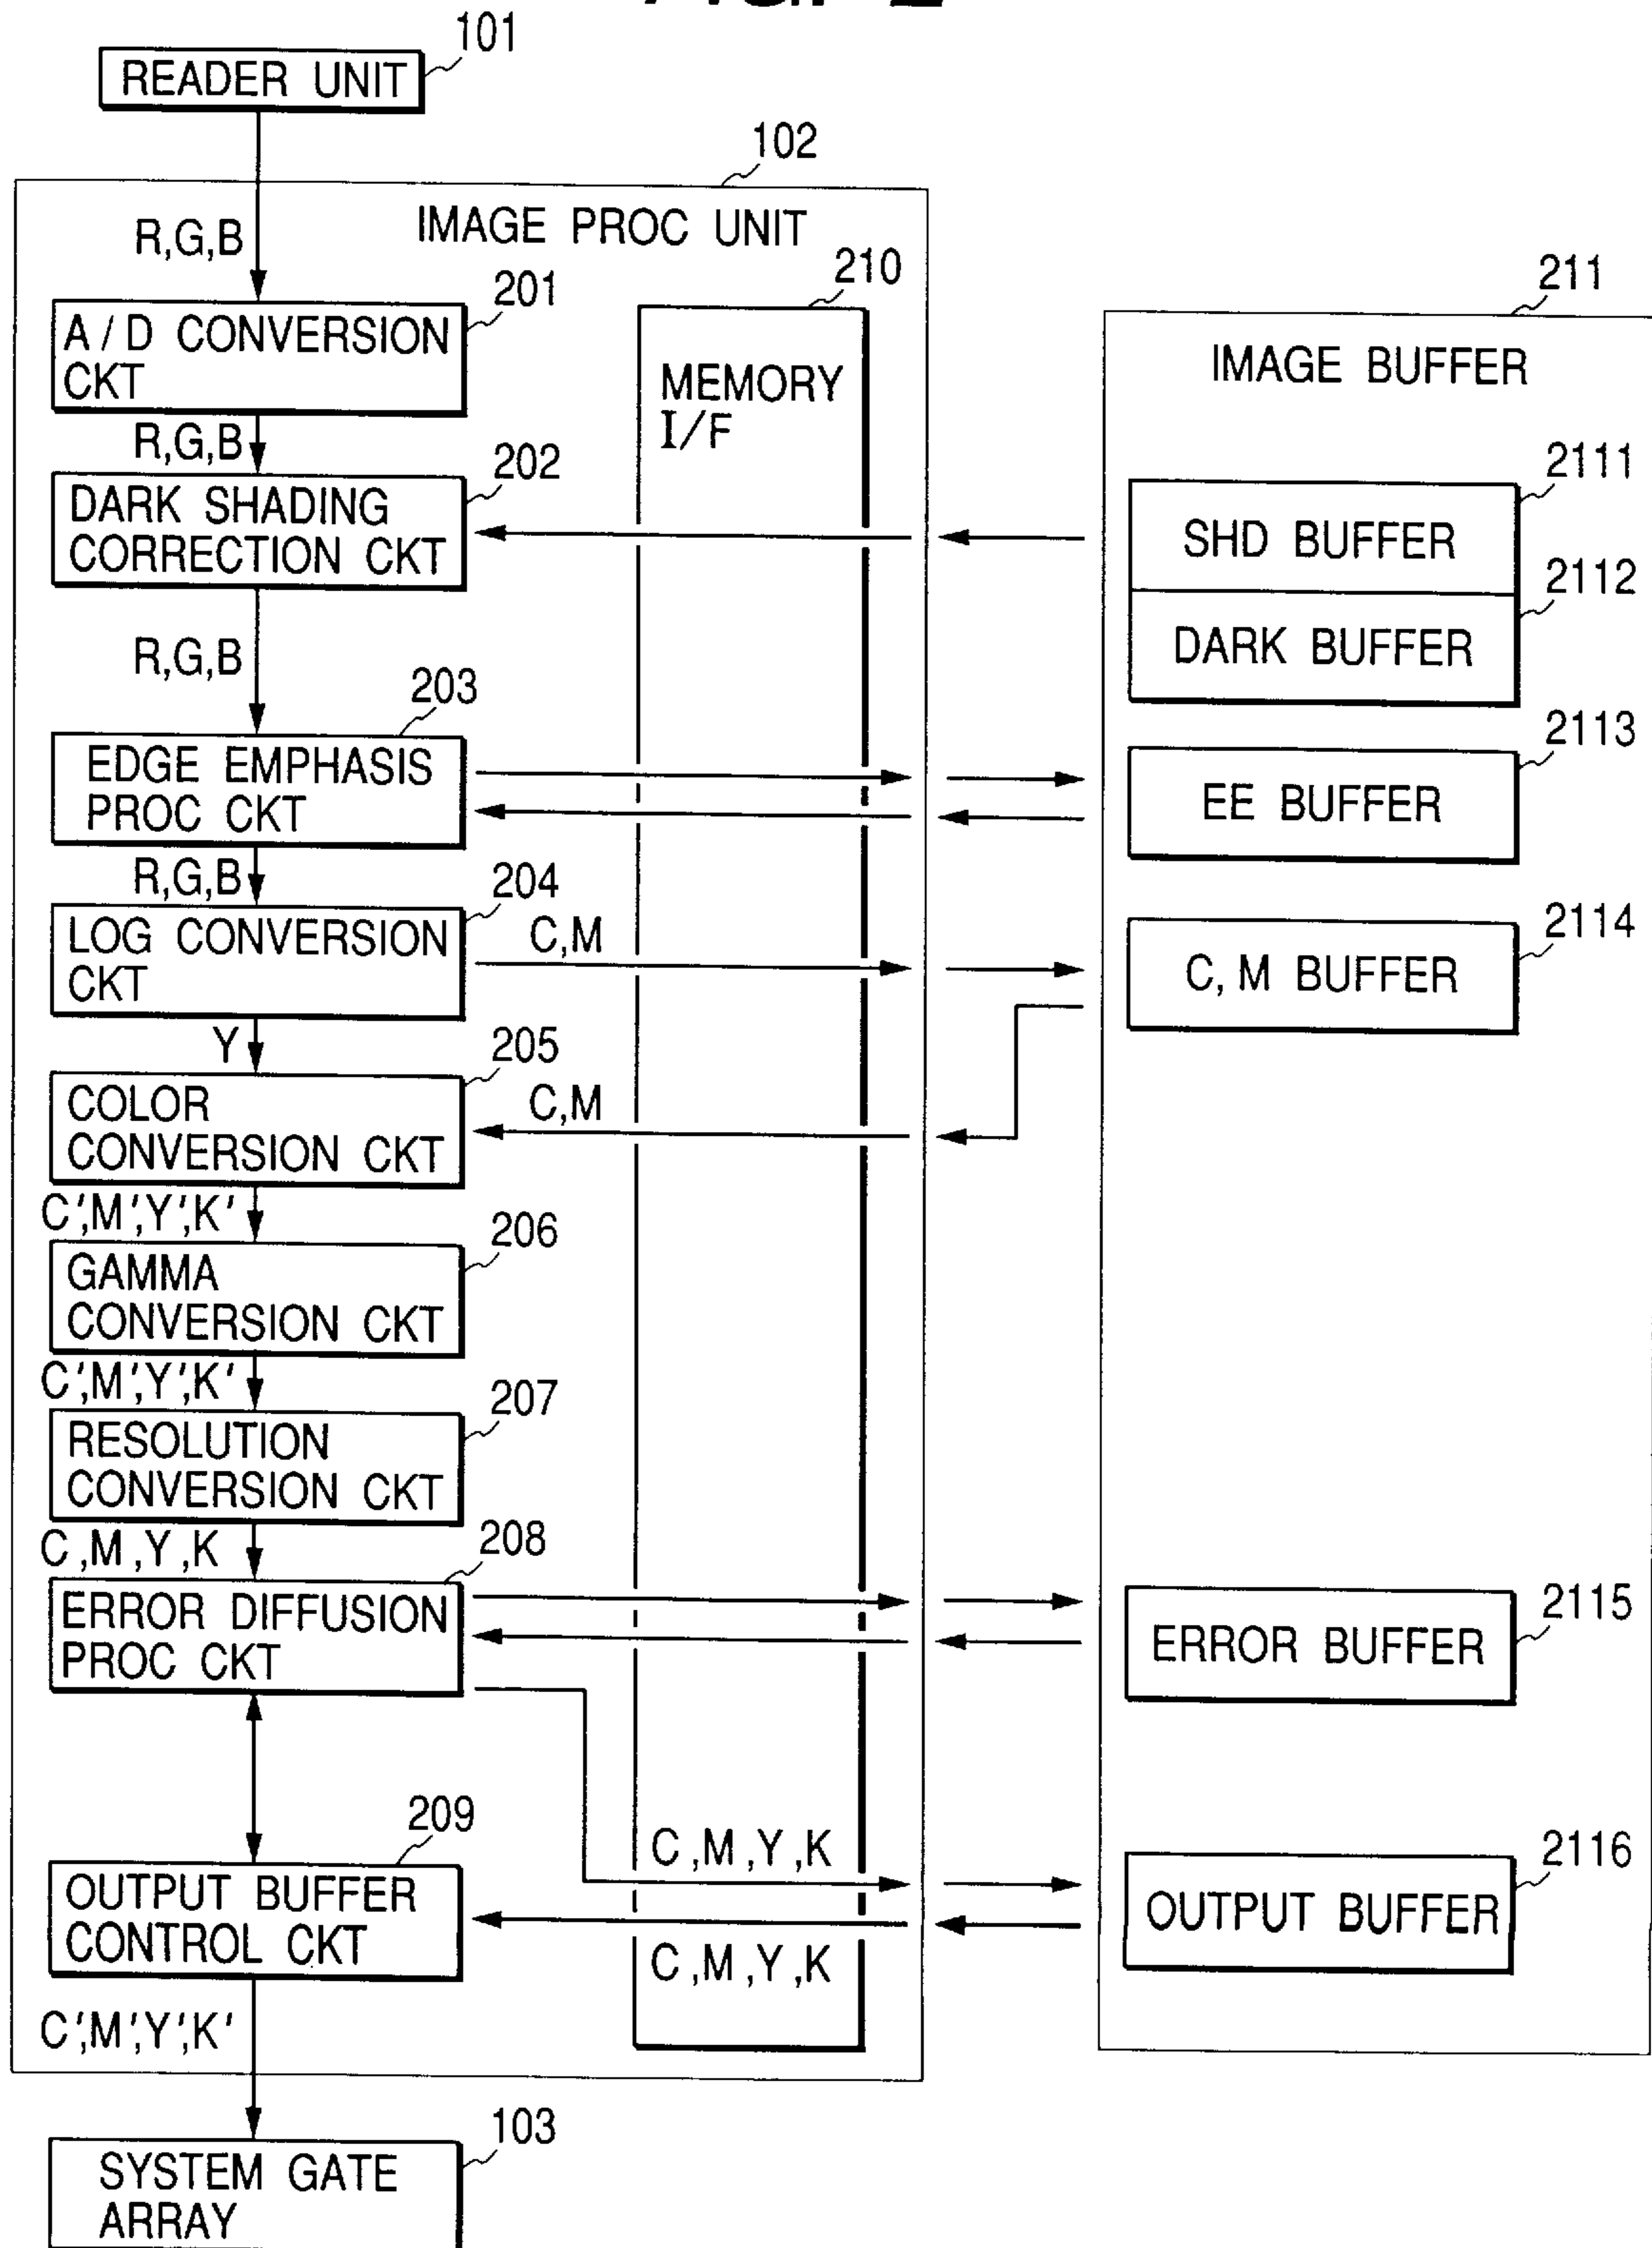 101
READER UNIT
102
IMAGE PROC UNIT
R,G,B
201
A/D CONVERSION
CKT
210
MEMORY
I/F
211
IMAGE BUFFER
R,G,B
202
DARK SHADING
CORRECTION CKT
2111
SHD BUFFER
2112
DARK BUFFER
R,G,B
203
EDGE EMPHASIS
PROC CKT
2113
EE BUFFER
R,G,B
204
LOG CONVERSION
CKT
C,M
2114
C, M BUFFER
Y
205
COLOR
CONVERSION CKT
C,M
C',M',Y',K'
206
GAMMA
CONVERSION CKT
C',M',Y',K'
207
RESOLUTION
CONVERSION CKT
C,M,Y,K
208
ERROR DIFFUSION
PROC CKT
2115
ERROR BUFFER
209
OUTPUT BUFFER
CONTROL CKT
C,M,Y,K
C,M,Y,K
2116
OUTPUT BUFFER
C',M',Y',K'
103
SYSTEM GATE
ARRAY